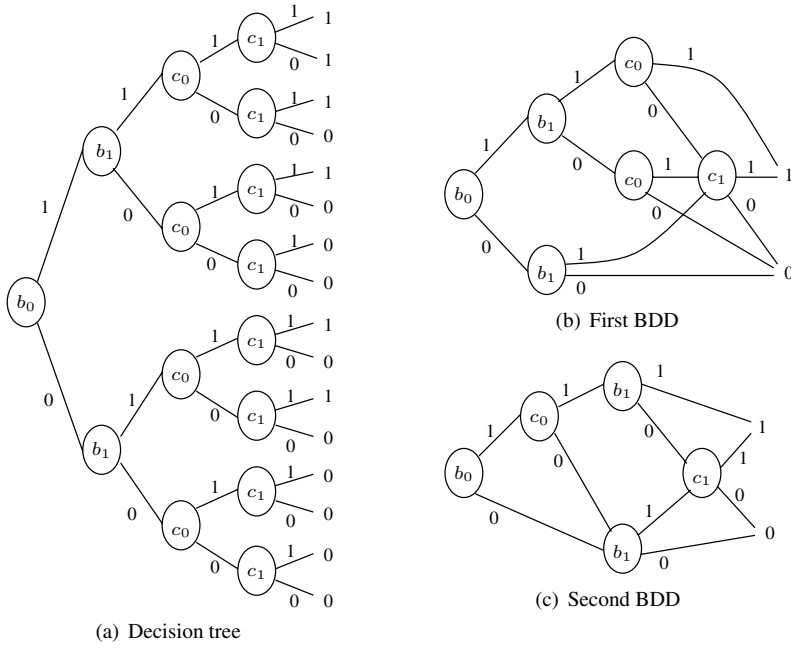 1 1
1 c₁
0 1
c₀
1 1 1
0 c₁
0 0
b₁
1 1
1 c₁
1 0 0
0 c₀
1 0
0 c₁
0 0
b₀
1 1
1 c₁
0 0
0 1 c₀
1 1
0 c₁
0 0
b₁
1 0
1 c₁
0 0
0 c₀
1 0
0 c₁
0 0
(a) Decision tree
c₀ 1
1
0
b₁
1
0 c₀ 1 c₁ 1 1
b₀
0 0
0 1
b₁ 0
0
(b) First BDD
b₁ 1
1
c₀
1 0 1
b₀ 0 1
c₁
0 1 0
b₁ 0
0
(c) Second BDD